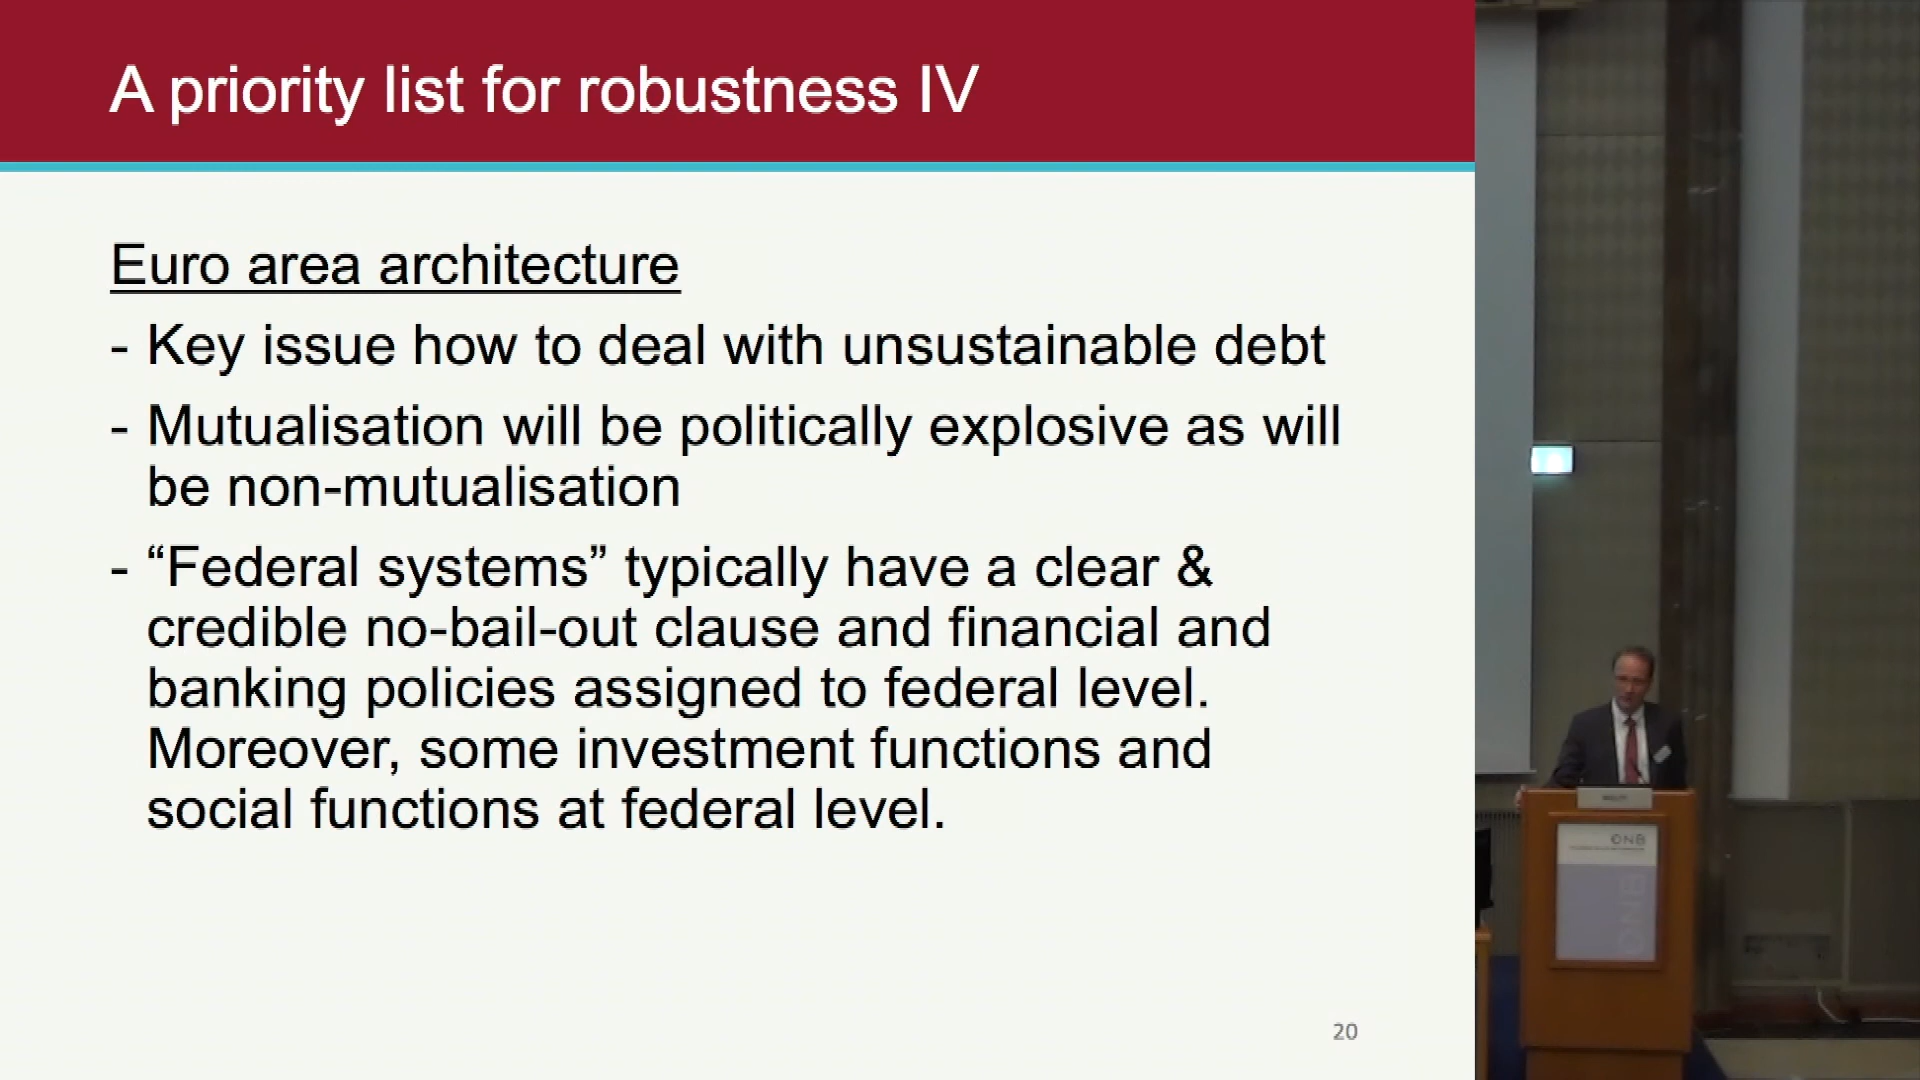 A priority list for robustness IV
Euro area architecture
- Key issue how to deal with unsustainable debt
- Mutualisation will be politically explosive as will
be non-mutualisation
- “Federal systems” typically have a clear &
credible no-bail-out clause and financial and
banking policies assigned to federal level.
Moreover, some investment functions and
social functions at federal level.
20
ONB
ONB